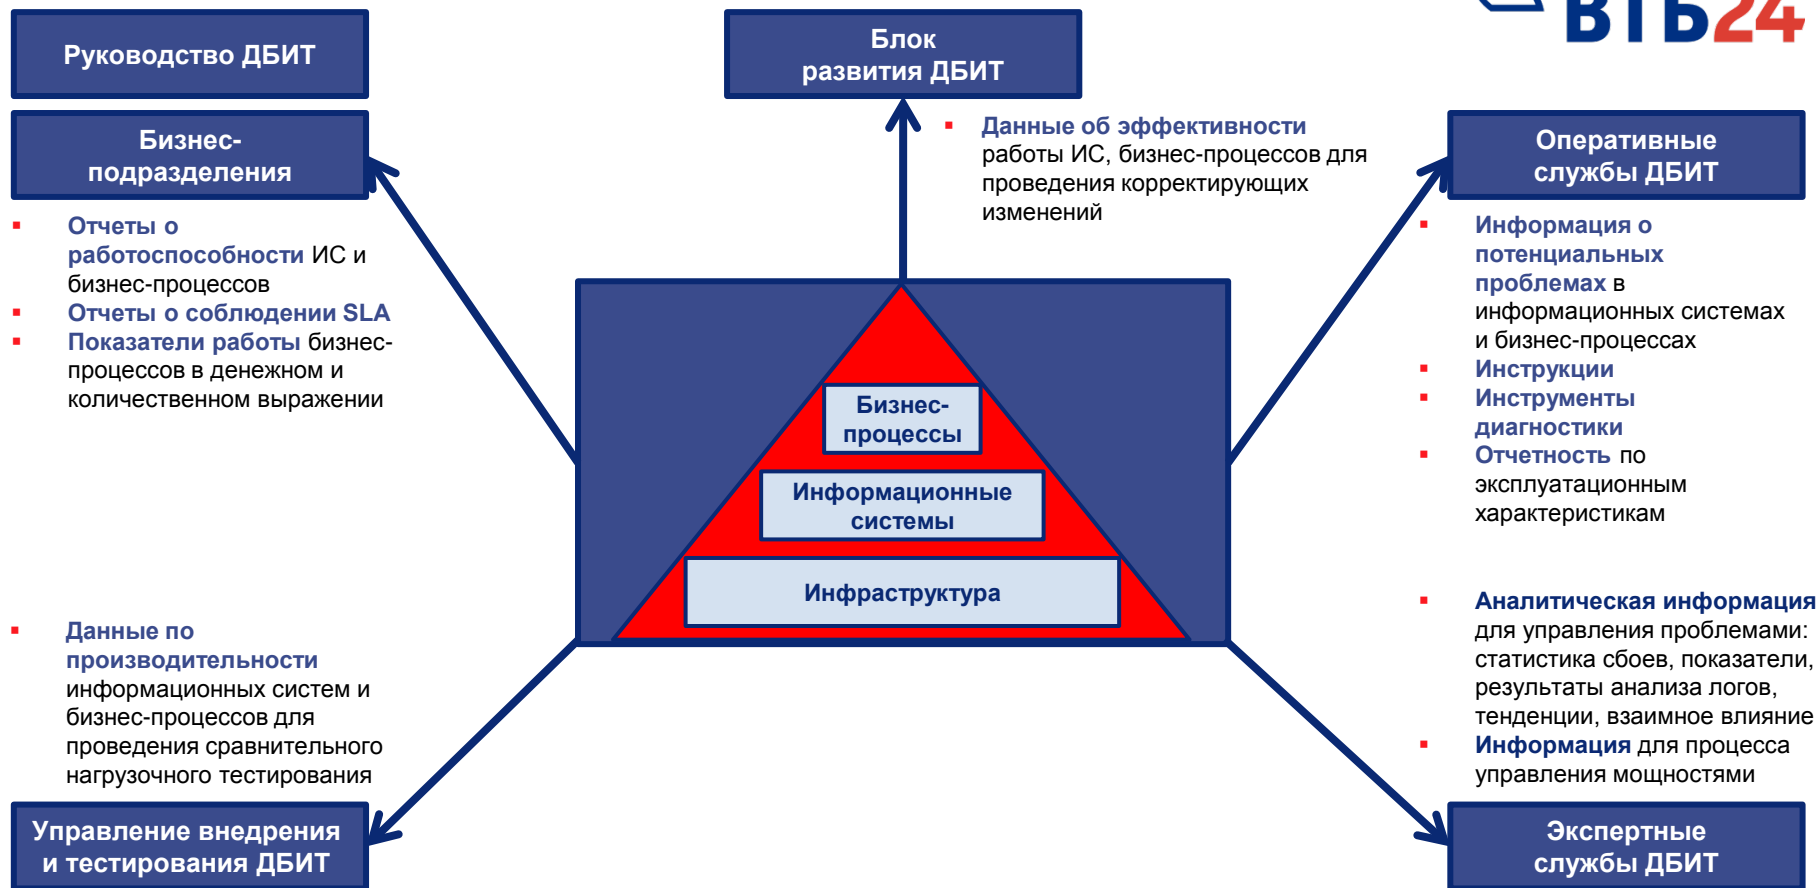 ВТБ24
Руководство ДБИТ
Блок
развития ДБИТ
Бизнес-
подразделения
Оперативные
службы ДБИТ
Данные об эффективности
работы ИС, бизнес-процессов для
проведения корректирующих
изменений
Отчеты о
работоспособности ИС и
бизнес-процессов
Отчеты о соблюдении SLA
Показатели работы бизнес-
процессов в денежном и
количественном выражении
Информация о
потенциальных
проблемах в
информационных системах
и бизнес-процессах
Инструкции
Инструменты
диагностики
Отчетность по
эксплуатационным
характеристикам
Бизнес-
процессы
Информационные
системы
Инфраструктура
Данные по
производительности
информационных систем и
бизнес-процессов для
проведения сравнительного
нагрузочного тестирования
Аналитическая информация
для управления проблемами:
статистика сбоев, показатели,
результаты анализа логов,
тенденции, взаимное влияние
Информация для процесса
управления мощностями
Управление внедрения
и тестирования ДБИТ
Экспертные
службы ДБИТ